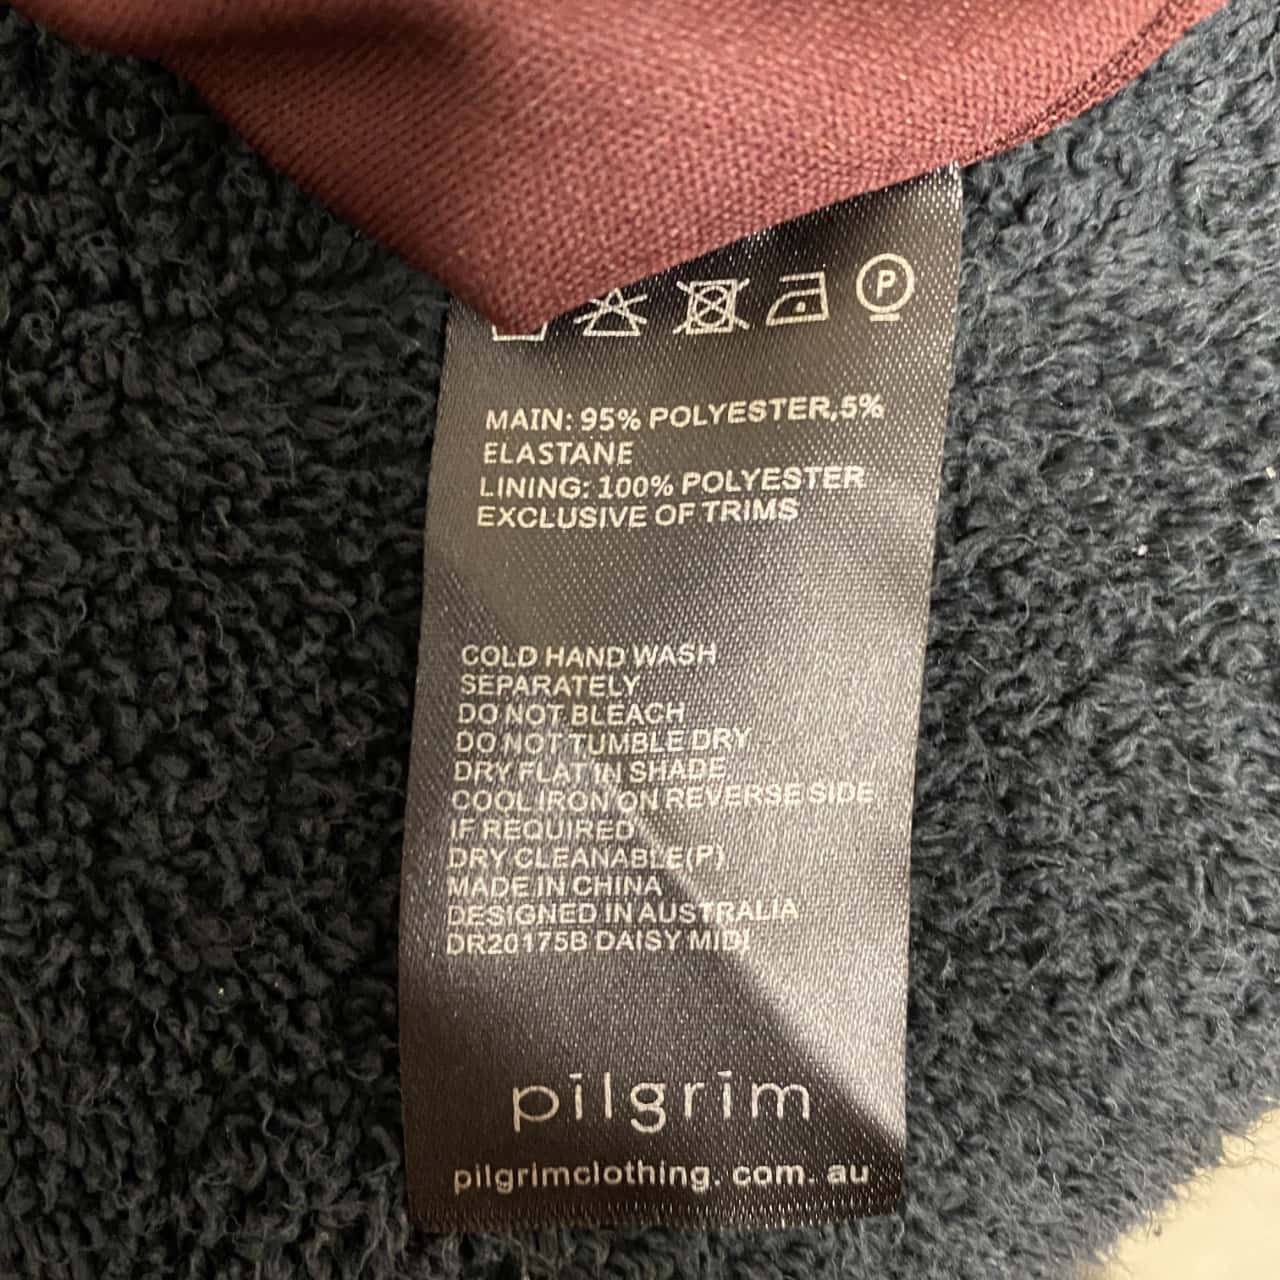 P
MAIN: 95% POLYESTER,5%
ELASTANE
LINING: 100% POLYESTER
EXCLUSIVE OF TRIMS
COLD HAND WASH
SEPARATELY
DO NOT BLEACH
DO NOT TUMBLE DRY
DRY FLAT IN SHADE
COOL IRON ON REVERSE SIDE
IF REQUIRED
DRY CLEANABLE(P)
MADE IN CHINA
DESIGNED IN AUSTRALIA
DR20175B DAISY MIDI
pilgrim
pilgrimclothing. com. au